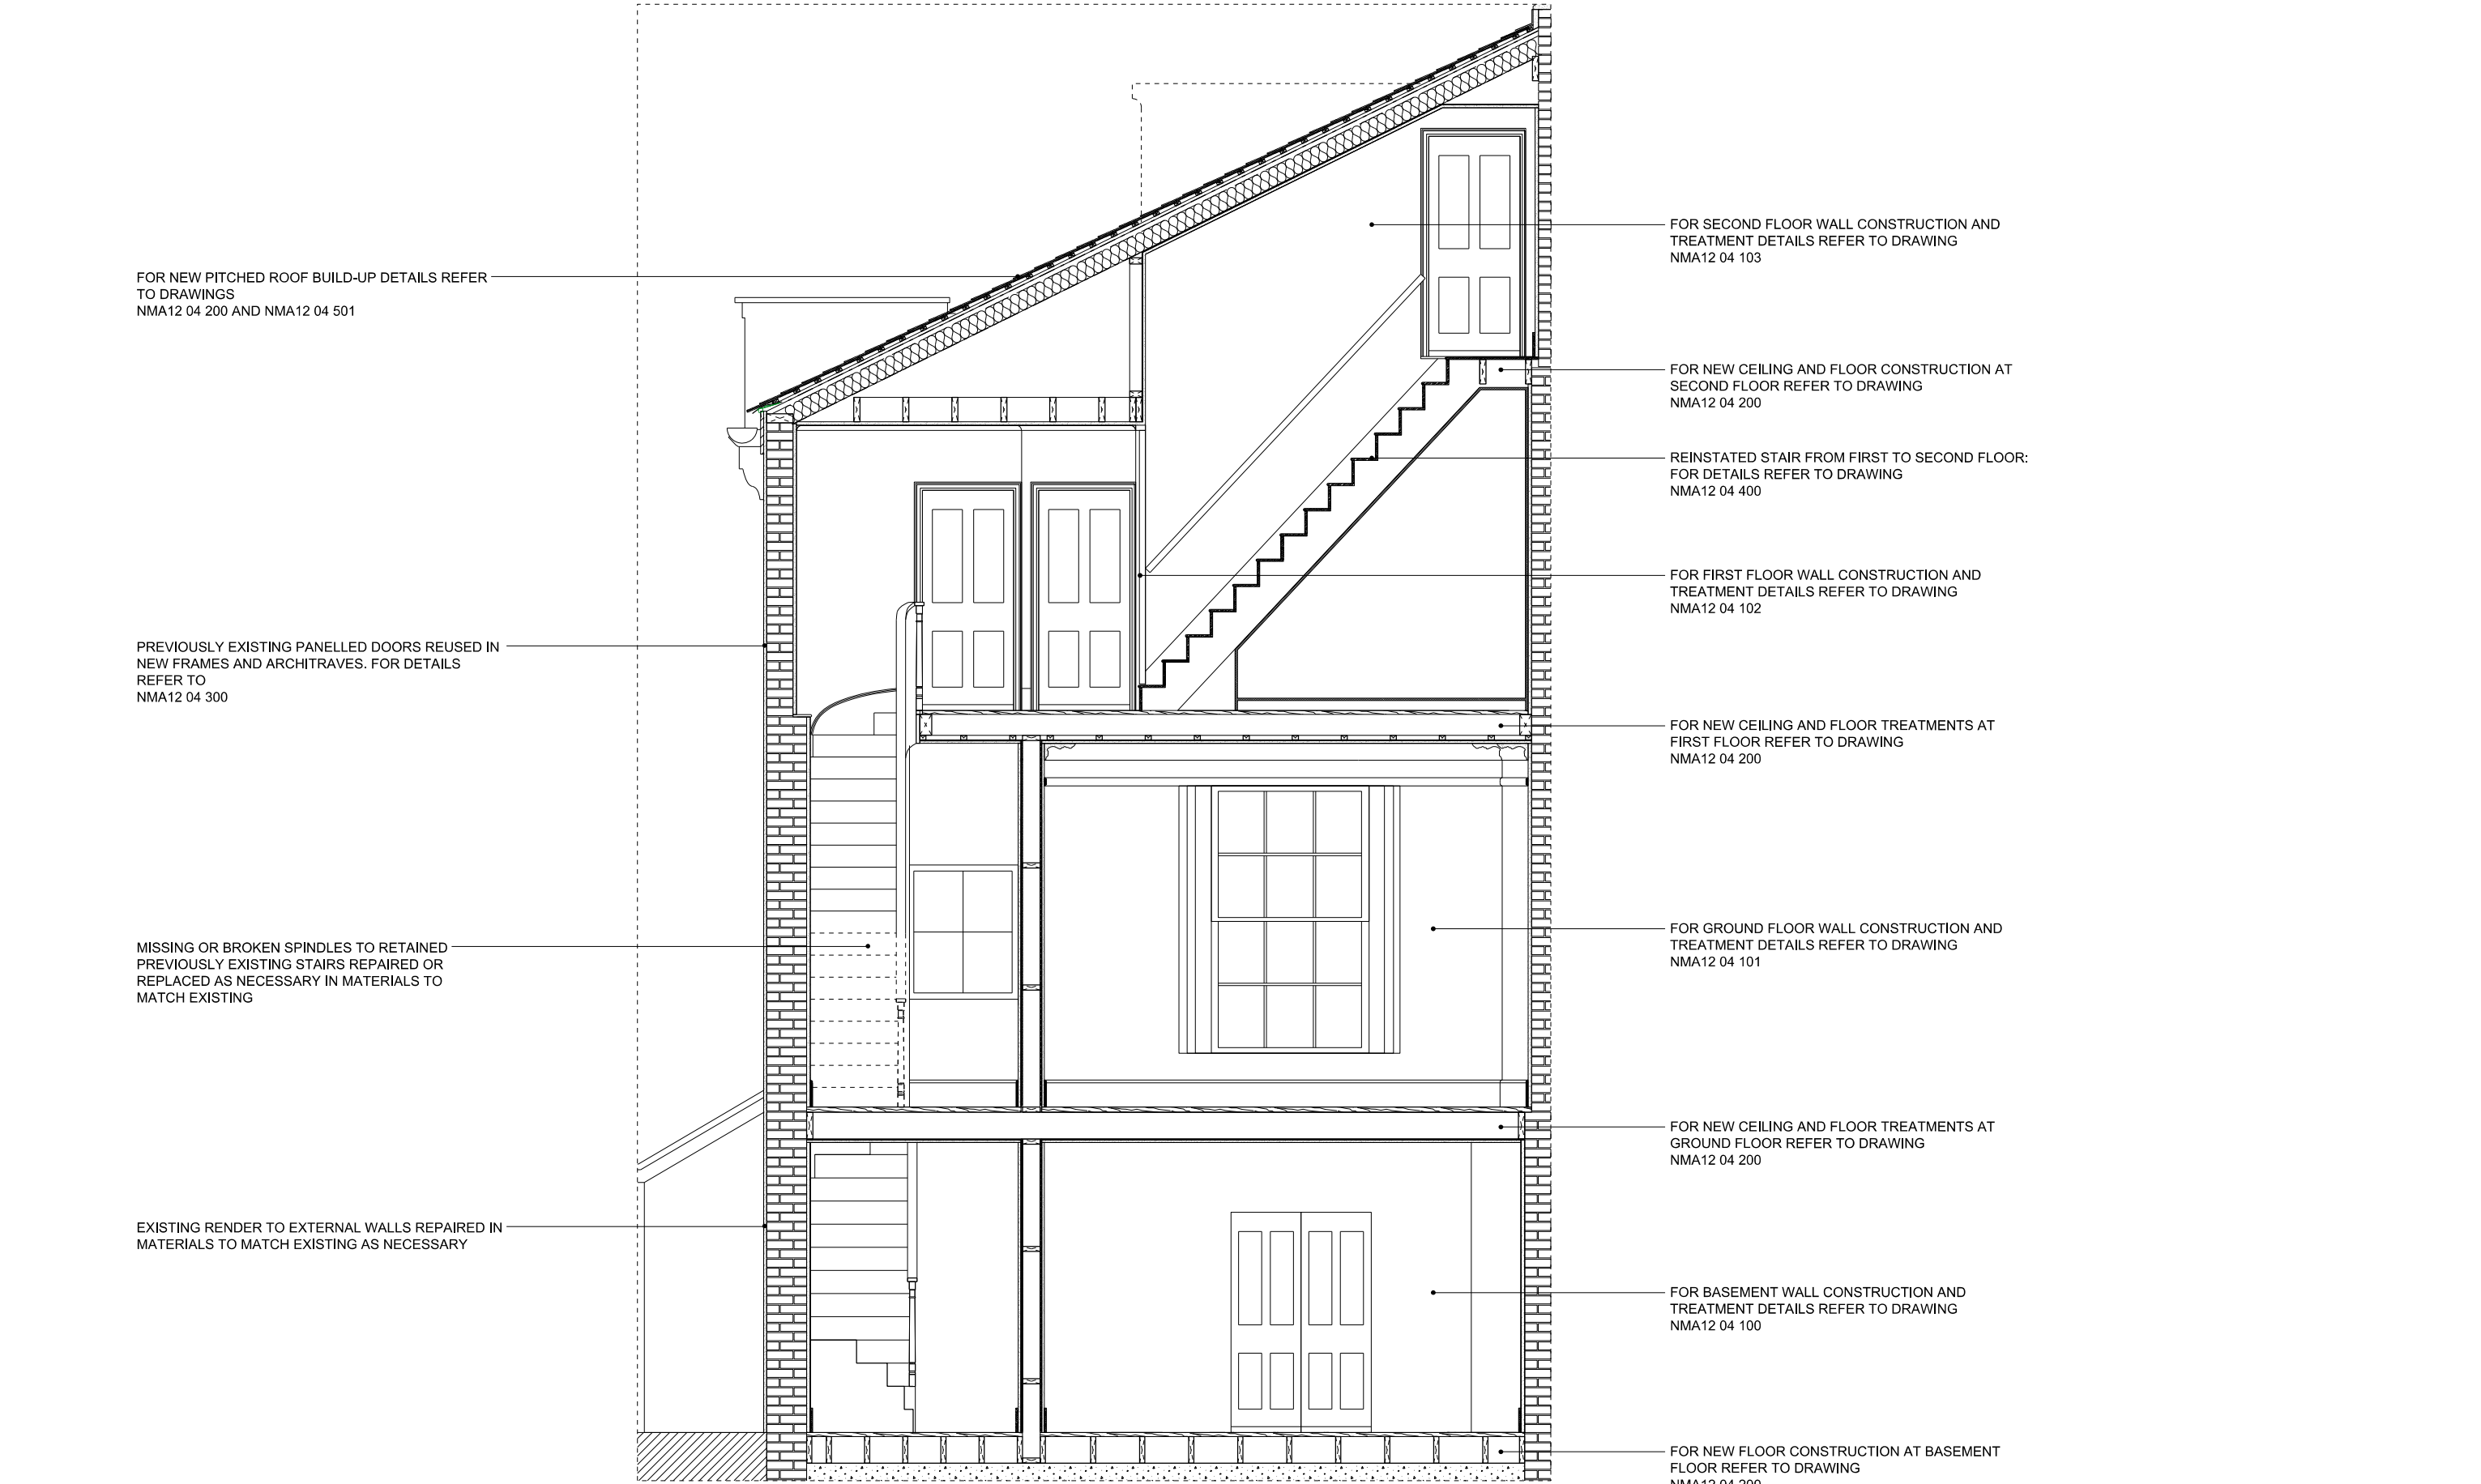 FOR NEW PITCHED ROOF BUILD-UP DETAILS REFER
TO DRAWINGS
NMA12 04 200 AND NMA12 04 501
PREVIOUSLY EXISTING PANELLED DOORS REUSED IN
NEW FRAMES AND ARCHITRAVES. FOR DETAILS
REFER TO
NMA12 04 300
MISSING OR BROKEN SPINDLES TO RETAINED
PREVIOUSLY EXISTING STAIRS REPAIRED OR
REPLACED AS NECESSARY IN MATERIALS TO
MATCH EXISTING
EXISTING RENDER TO EXTERNAL WALLS REPAIRED IN
MATERIALS TO MATCH EXISTING AS NECESSARY
FOR SECOND FLOOR WALL CONSTRUCTION AND
TREATMENT DETAILS REFER TO DRAWING
NMA12 04 103
FOR NEW CEILING AND FLOOR CONSTRUCTION AT
SECOND FLOOR REFER TO DRAWING
NMA12 04 200
REINSTATED STAIR FROM FIRST TO SECOND FLOOR:
FOR DETAILS REFER TO DRAWING
NMA12 04 400
FOR FIRST FLOOR WALL CONSTRUCTION AND
TREATMENT DETAILS REFER TO DRAWING
NMA12 04 102
FOR NEW CEILING AND FLOOR TREATMENTS AT
FIRST FLOOR REFER TO DRAWING
NMA12 04 200
FOR GROUND FLOOR WALL CONSTRUCTION AND
TREATMENT DETAILS REFER TO DRAWING
NMA12 04 101
FOR NEW CEILING AND FLOOR TREATMENTS AT
GROUND FLOOR REFER TO DRAWING
NMA12 04 200
FOR BASEMENT WALL CONSTRUCTION AND
TREATMENT DETAILS REFER TO DRAWING
NMA12 04 100
FOR NEW FLOOR CONSTRUCTION AT BASEMENT
FLOOR REFER TO DRAWING
NMA12 04 200